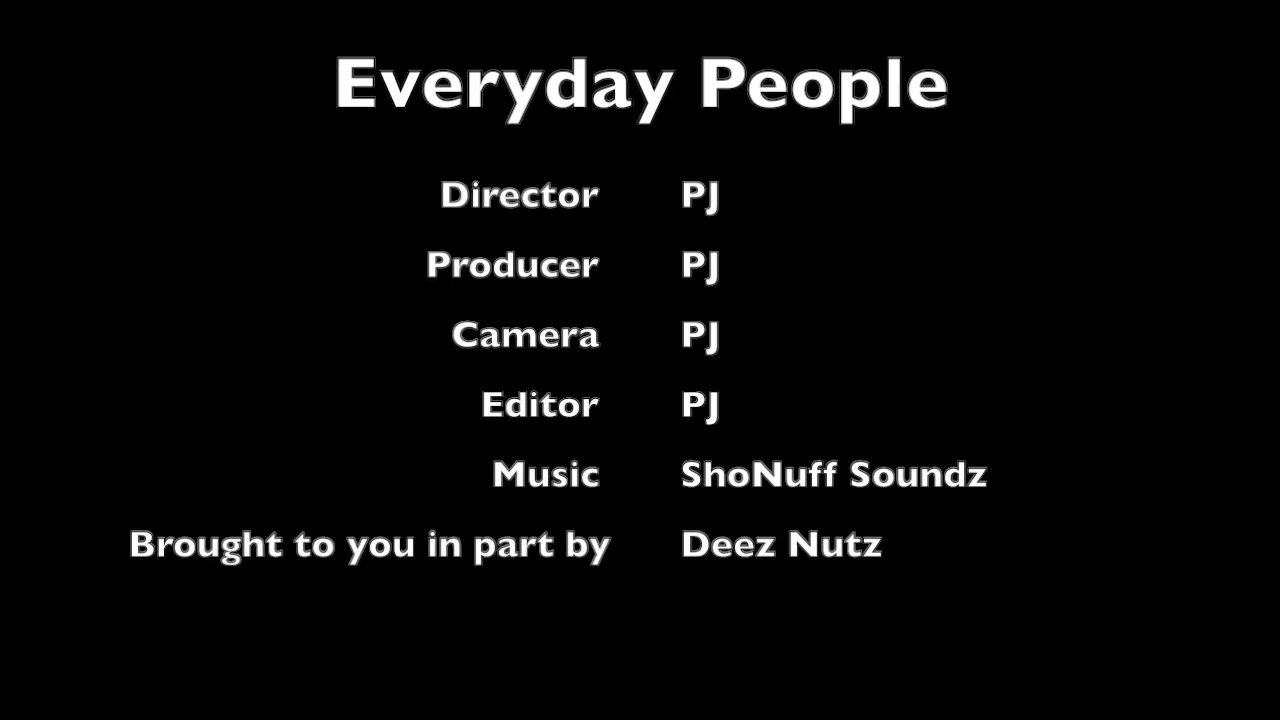 Everyday People
Director PJ
Producer PJ
Camera PJ
Editor PJ
Music ShoNuff Soundz
Brought to you in part by Deez Nutz